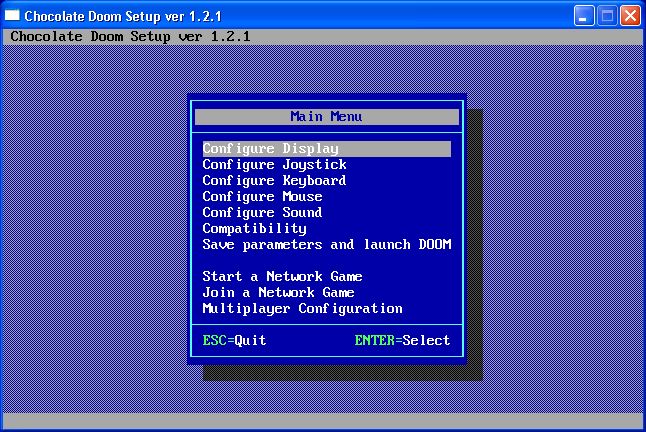 Chocolate Doom Setup ver 1.2.1
Chocolate Doom Setup ver 1.2.1
Main Menu
Configure Display
Configure Joystick
Configure Keyboard
Configure Mouse
Configure Sound
Compatibility
Save parameters and launch DOOM
Start a Network Game
Join a Network Game
Multiplayer Configuration
ESC=Quit ENTER=Select